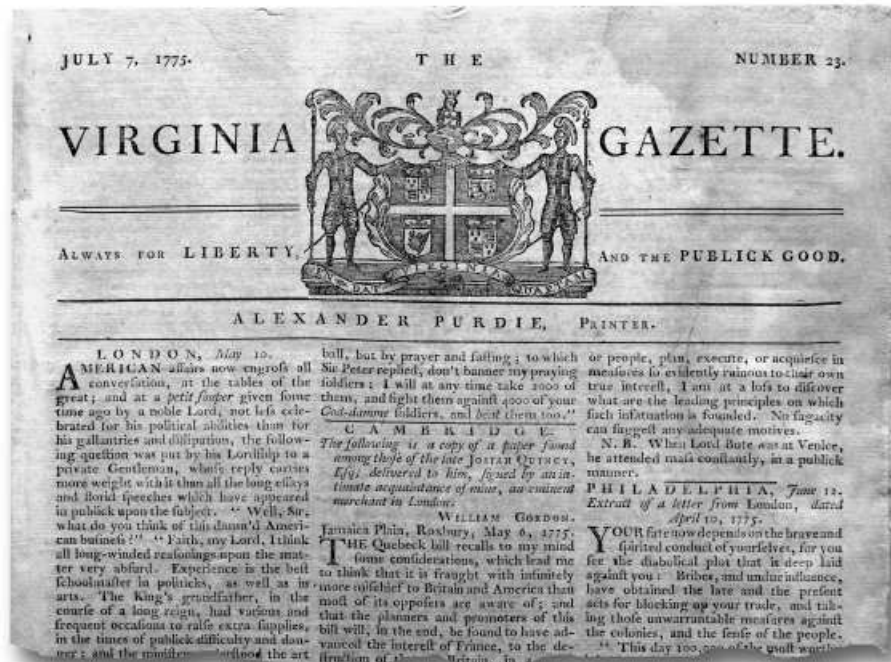 JULY 7, 1775.
THE
NUMBER 23.
VIRGINIA GAZETTE.
ALWAYS FOR LIBERTY, AND THE PUBLICK GOOD.
EN DAT VIRGINIA QUARTAM
ALEXANDER PURDIE, PRINTER.
LONDON, May 10.
AMERICAN affairs now engroſs all
converſation, at the tables of the
great; and at a petit ſouper given ſome
time ago by a noble Lord, not leſs cele-
brated for his political abilities than for
his gallantries and diſſipation, the follow-
ing queſtion was put by his Lordſhip to a
private Gentleman, whoſe reply carries
more weight with it than all the long eſſays
and florid ſpeeches which have appeared
in publick upon the ſubject. "Well, Sir,
what do you think of this damn'd Ameri-
can buſineſs?" "Faith, my Lord, I think
all long-winded reaſonings upon the mat-
ter very abſurd. Experience is the beſt
ſchoolmaſter in politicks, as well as in
arts. The King's grandfather, in the
courſe of a long reign, had various and
frequent occaſions to raiſe extra ſupplies,
in the times of publick difficulty and dan-
ger; and the art
ball, but by prayer and faſting; to which
Sir Peter replied, don't banner my praying
ſoldiers: I will at any time take 2000 of
them, and fight them againſt 4000 of your
God-damme ſoldiers, and beat them too."
CAMBRIDGE.
The following is a copy of a paper found
among thoſe of the late JOSIAH QUINCY,
Eſq; delivered to him, ſigned by an in-
timate acquaintance of mine, an eminent
merchant in London.
WILLIAM GORDON.
Jamaica Plain, Roxbury, May 6, 1775.
THE Quebeck bill recalls to my mind
ſome conſiderations, which lead me
to think that it is fraught with infinitely
more miſchief to Britain and America than
moſt of its oppoſers are aware of; and
that the planners and promoters of this
bill will, in the end, be found to have ad-
vanced the intereſt of France, to the de-
ſtruction of Britain, in a
or people, plan, execute, or acquieſce in
meaſures ſo evidently ruinous to their own
true intereſt, I am at a loſs to diſcover
what are the leading principles on which
ſuch infatuation is founded. No ſagacity
can ſuggeſt any adequate motives.
N. B. When Lord Bute was at Venice,
he attended maſs conſtantly, in a publick
manner.
PHILADELPHIA, June 12.
Extract of a letter from London, dated
April 10, 1775.
YOUR fate now depends on the brave and
ſpirited conduct of yourſelves, for you
ſee the diabolical plot that is deep laid
againſt you: Bribes, and undue influence,
have obtained the late and the preſent
acts for blocking up your trade, and tak-
ing thoſe unwarrantable meaſures againſt
the colonies, and the ſenſe of the people.
"This day of the moſt